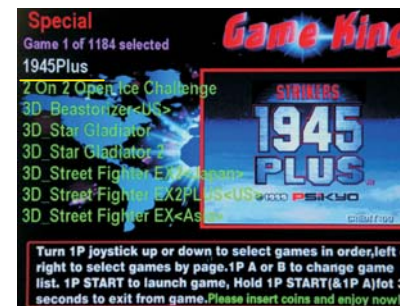 Special
Game King
Game 1 of 1184 selected
1945Plus
2 On 2 Open Ice Challenge
3D_Beastorizer<US>
3D_Star Gladiator
3D_Star Gladiator 2
3D_Street Fighter EX2<Japan>
3D_Street Fighter EX2PLUS<US>
3D_Street Fighter EX<Asia>
STRIKERS
1945
PLUS
©1999 PSIKYO
Turn 1P joystick up or down to select games in order,left
right to select games by page.1P A or B to change game
list. 1P START to launch game, Hold 1P START(&1P A)fot
seconds to exit from game.Please insert coins and enjoy now